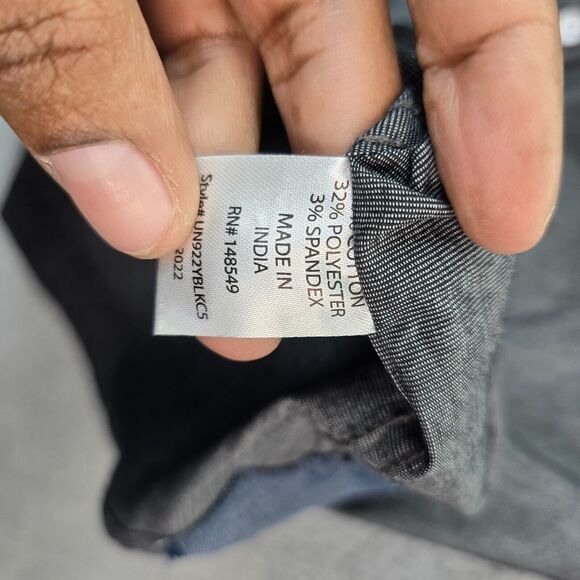 COTTON
32% POLYESTER
3% SPANDEX
MADE IN
INDIA
RN# 148549
Style# UN922YBLKC5
2022